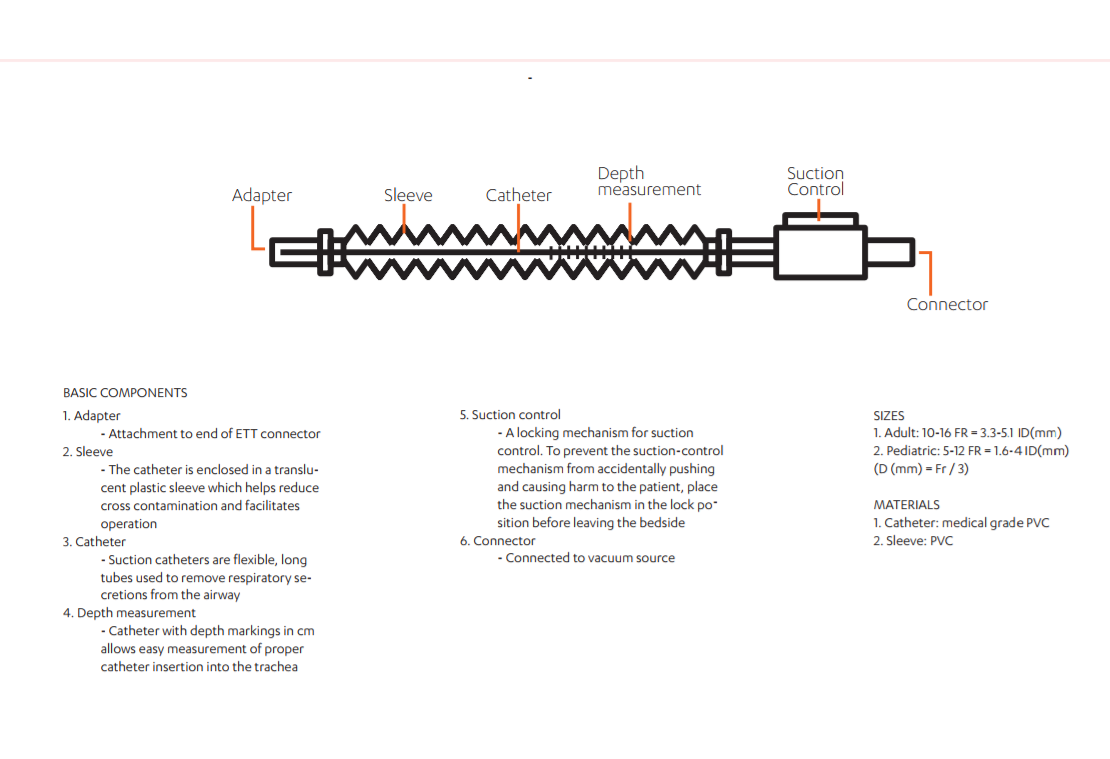 -
Adapter
Sleeve
Catheter
Depth
measurement
Suction
Control
Connector
BASIC COMPONENTS
1. Adapter
- Attachment to end of ETT connector
2. Sleeve
- The catheter is enclosed in a translu-
cent plastic sleeve which helps reduce
cross contamination and facilitates
operation
3. Catheter
- Suction catheters are flexible, long
tubes used to remove respiratory se-
cretions from the airway
4. Depth measurement
- Catheter with depth markings in cm
allows easy measurement of proper
catheter insertion into the trachea
5. Suction control
- A locking mechanism for suction
control. To prevent the suction-control
mechanism from accidentally pushing
and causing harm to the patient, place
the suction mechanism in the lock po-
sition before leaving the bedside
6. Connector
- Connected to vacuum source
SIZES
1. Adult: 10-16 FR = 3.3-5.1 ID(mm)
2. Pediatric: 5-12 FR = 1.6-4 ID(mm)
(D (mm) = Fr / 3)
MATERIALS
1. Catheter: medical grade PVC
2. Sleeve: PVC